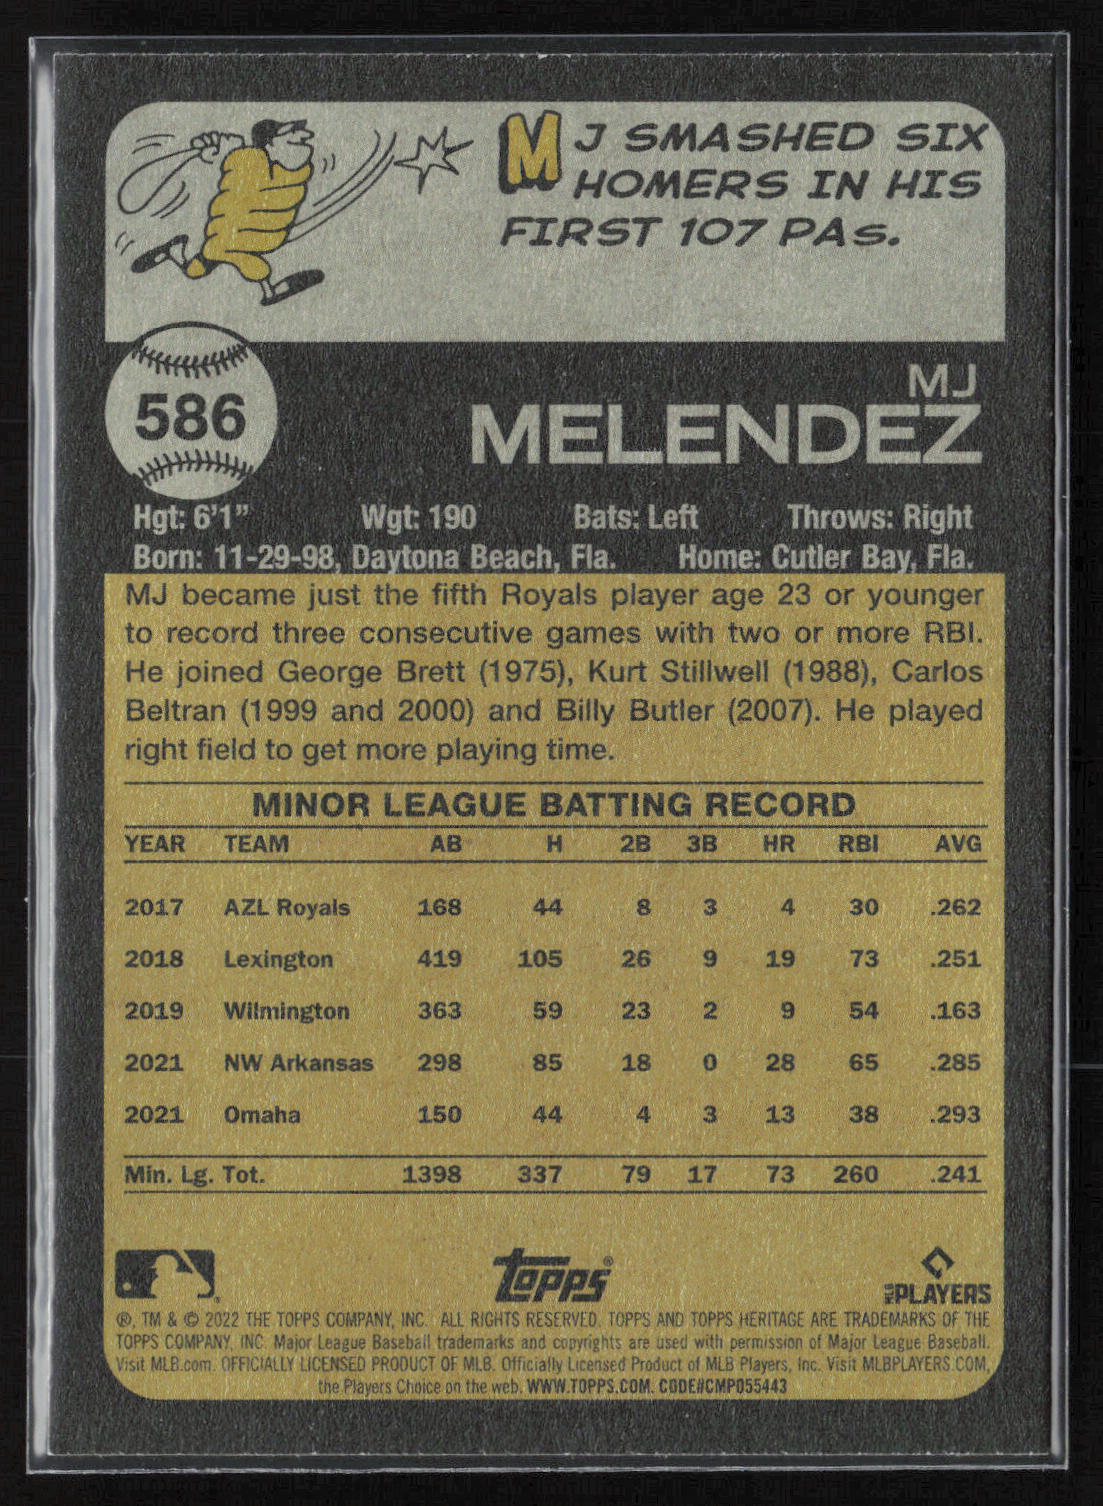 MJ SMASHED SIX
HOMERS IN HIS
FIRST 107 PAs.
586
MJ
MELENDEZ
Hgt: 6'1" Wgt: 190 Bats: Left Throws: Right
Born: 11-29-98, Daytona Beach, Fla. Home: Cutler Bay, Fla.
MJ became just the fifth Royals player age 23 or younger
to record three consecutive games with two or more RBI.
He joined George Brett (1975), Kurt Stillwell (1988), Carlos
Beltran (1999 and 2000) and Billy Butler (2007). He played
right field to get more playing time.
MINOR LEAGUE BATTING RECORD
YEAR TEAM AB H 2B 3B HR RBI AVG
2017 AZL Royals 168 44 8 3 4 30 .262
2018 Lexington 419 105 26 9 19 73 .251
2019 Wilmington 363 59 23 2 9 54 .163
2021 NW Arkansas 298 85 18 0 28 65 .285
2021 Omaha 150 44 4 3 13 38 .293
Min. Lg. Tot. 1398 337 79 17 73 260 .241
topps®
MLB PLAYERS
®, TM & © 2022 THE TOPPS COMPANY, INC. ALL RIGHTS RESERVED. TOPPS AND TOPPS HERITAGE ARE TRADEMARKS OF THE
TOPPS COMPANY, INC. Major League Baseball trademarks and copyrights are used with permission of Major League Baseball.
Visit MLB.com. OFFICIALLY LICENSED PRODUCT OF MLB. Officially Licensed Product of MLB Players, Inc. Visit MLBPLAYERS.COM,
the Players Choice on the web. WWW.TOPPS.COM. CODE#CMP055443